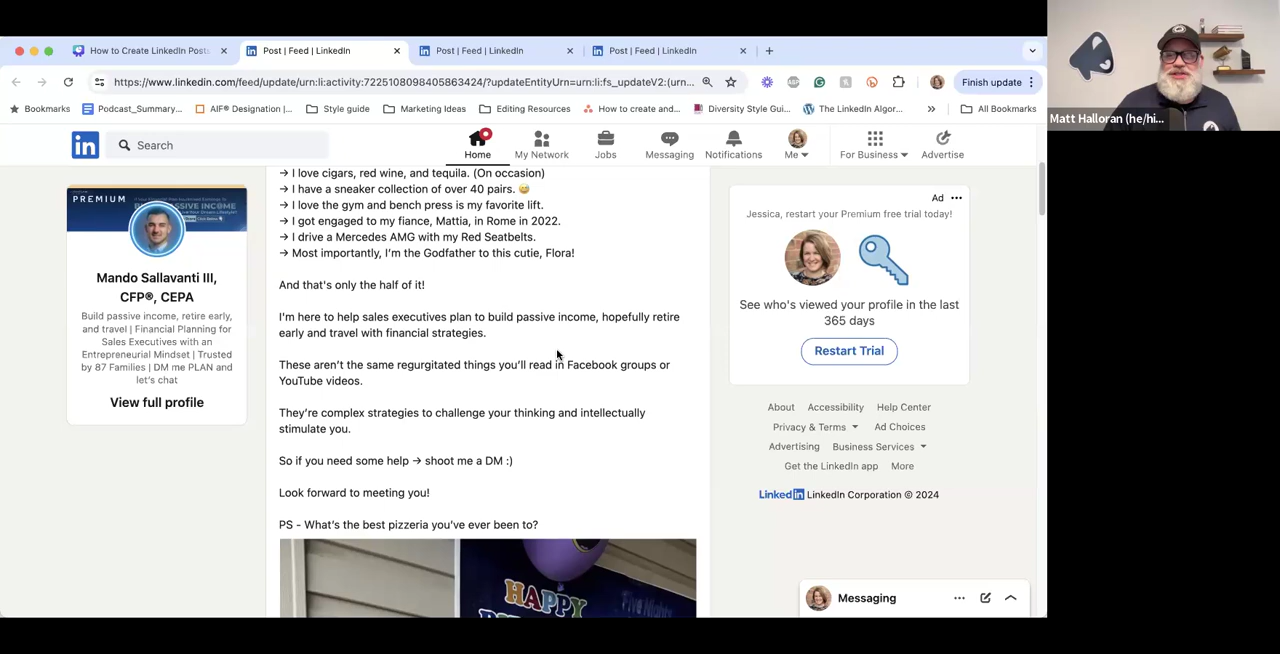 How to Create LinkedIn Post
Post | Feed | LinkedIn
Post | Feed | LinkedIn
Post | Feed | LinkedIn
https://www.linkedin.com/feed/update/urn:li:activity:7225108098405863424/?updateEntityUrn=urn:li:fs_updateV2:(urn...
Finish update
Bookmarks
Podcast_Summary...
AIF® Designation |...
Style guide
Marketing Ideas
Editing Resources
How to create and...
Diversity Style Gui...
The LinkedIn Algor...
»
All Bookmarks
Matt Halloran (he/hi...
in
Search
Home
My Network
Jobs
Messaging
Notifications
Me
For Business
Advertise
PREMIUM
Mando Sallavanti III,
CFP®, CEPA
Build passive income, retire early,
and travel | Financial Planning for
Sales Executives with an
Entrepreneurial Mindset | Trusted
by 87 Families | DM me PLAN and
let's chat
View full profile
→ I love cigars, red wine, and tequila. (On occasion)
→ I have a sneaker collection of over 40 pairs. 😅
→ I love the gym and bench press is my favorite lift.
→ I got engaged to my fiance, Mattia, in Rome in 2022.
→ I drive a Mercedes AMG with my Red Seatbelts.
→ Most importantly, I'm the Godfather to this cutie, Flora!
And that's only the half of it!
I'm here to help sales executives plan to build passive income, hopefully retire
early and travel with financial strategies.
These aren't the same regurgitated things you'll read in Facebook groups or
YouTube videos.
They're complex strategies to challenge your thinking and intellectually
stimulate you.
So if you need some help → shoot me a DM :)
Look forward to meeting you!
PS - What's the best pizzeria you've ever been to?
HAPPY
Five Nights
Ad
Jessica, restart your Premium free trial today!
See who's viewed your profile in the last
365 days
Restart Trial
About Accessibility Help Center
Privacy & Terms Ad Choices
Advertising Business Services
Get the LinkedIn app More
LinkedIn LinkedIn Corporation © 2024
Messaging